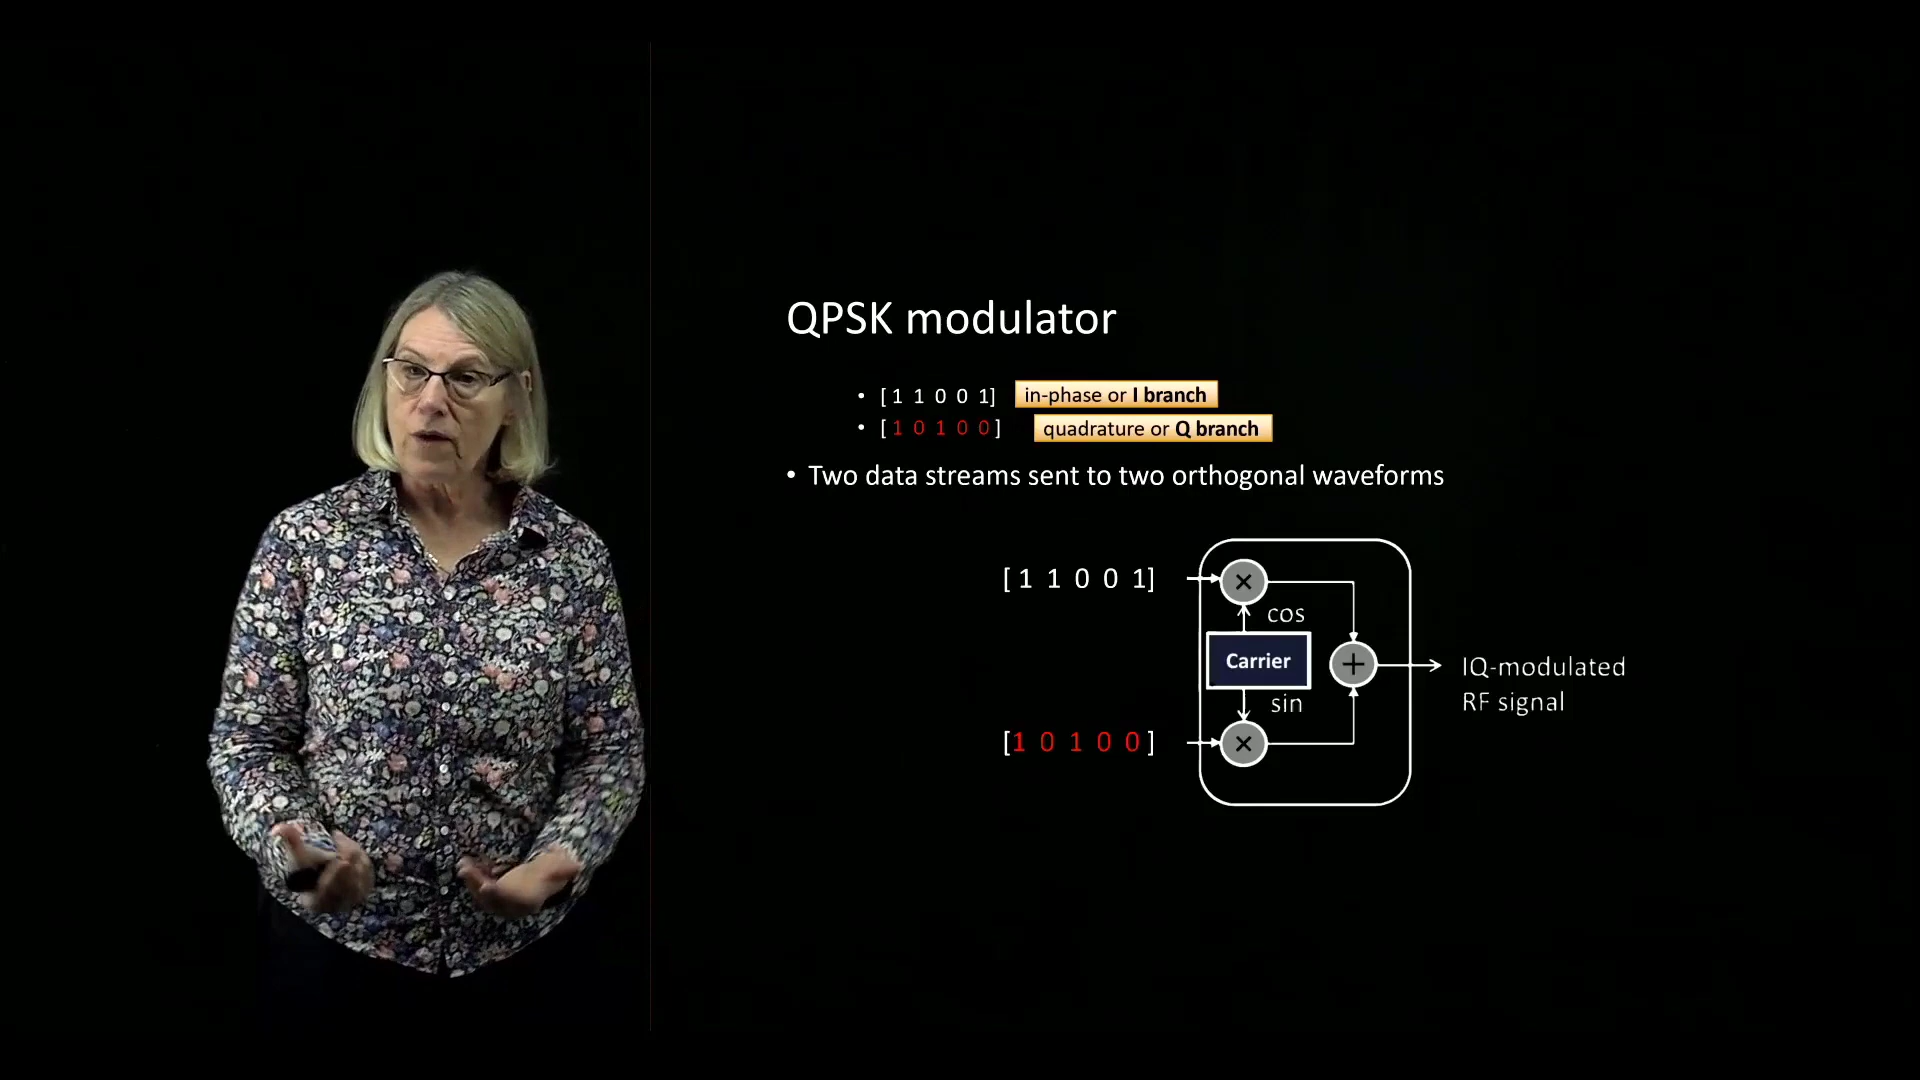 QPSK modulator
• [ 1 1 0 0 1] in-phase or I branch
• [ 1 0 1 0 0 ] quadrature or Q branch
• Two data streams sent to two orthogonal waveforms
[ 1 1 0 0 1]
×
cos
Carrier
+
IQ-modulated
RF signal
sin
[1 0 1 0 0 ]
×